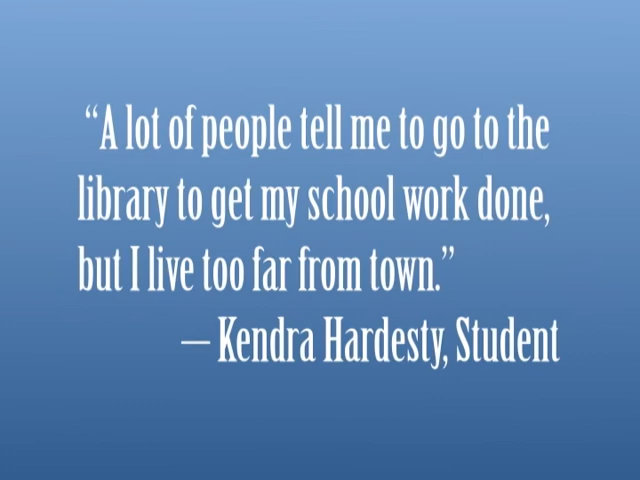 “A lot of people tell me to go to the
library to get my school work done,
but I live too far from town.”
– Kendra Hardesty, Student